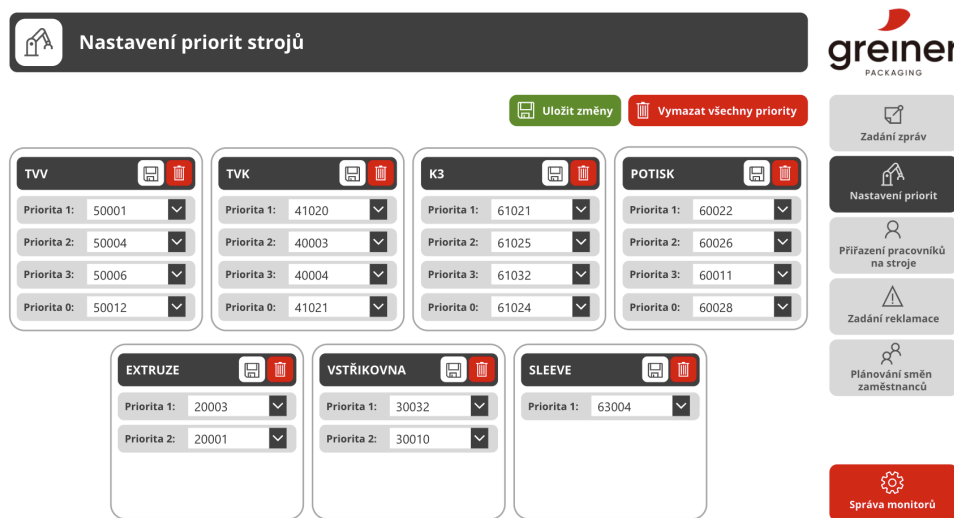 Nastavení priorit strojů
greiner
PACKAGING
Uložit změny
Vymazat všechny priority
Zadání zpráv
Nastavení priorit
Přiřazení pracovníků
na stroje
Zadání reklamace
Plánování směn
zaměstnanců
Správa monitorů
TVV
Priorita 1: 50001
Priorita 2: 50004
Priorita 3: 50006
Priorita 0: 50012
TVK
Priorita 1: 41020
Priorita 2: 40003
Priorita 3: 40004
Priorita 0: 41021
K3
Priorita 1: 61021
Priorita 2: 61025
Priorita 3: 61032
Priorita 0: 61024
POTISK
Priorita 1: 60022
Priorita 2: 60026
Priorita 3: 60011
Priorita 0: 60028
EXTRUZE
Priorita 1: 20003
Priorita 2: 20001
VSTŘIKOVNA
Priorita 1: 30032
Priorita 2: 30010
SLEEVE
Priorita 1: 63004